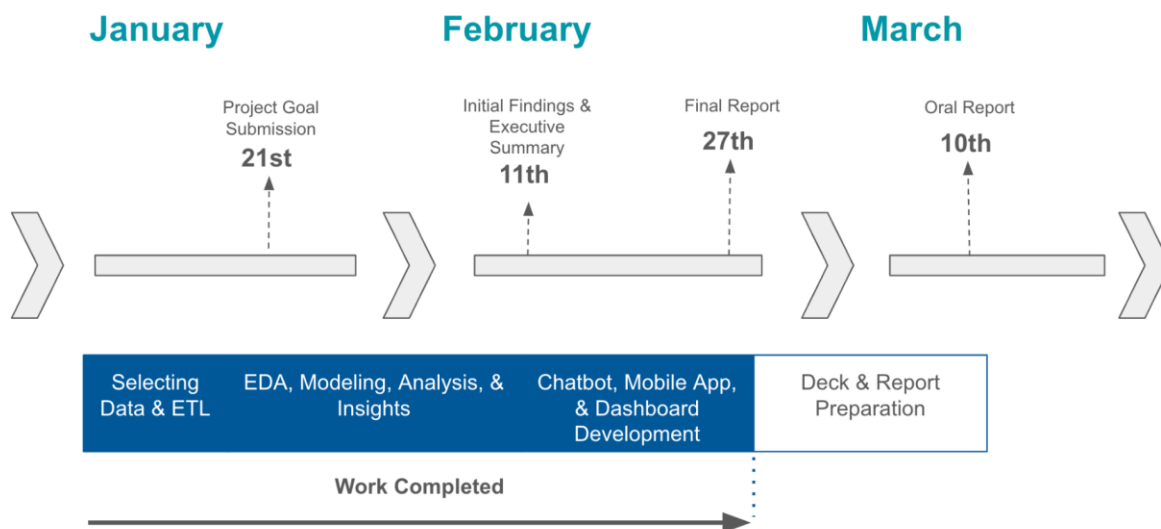 January
February
March
Project Goal
Submission
21st
Initial Findings &
Executive
Summary
11th
Final Report
27th
Oral Report
10th
Selecting
Data & ETL
EDA, Modeling, Analysis, &
Insights
Chatbot, Mobile App,
& Dashboard
Development
Deck & Report
Preparation
Work Completed